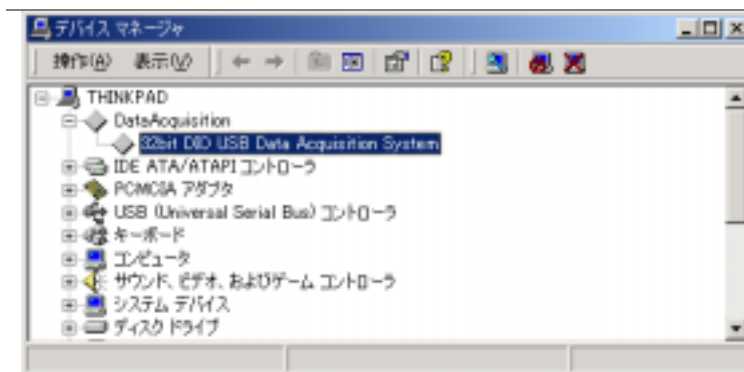 デバイス マネージャ
操作(A) 表示(V)
THINKPAD
DataAcquisition
32bit DIO USB Data Acquisition System
IDE ATA/ATAPI コントローラ
PCMCIA アダプタ
USB (Universal Serial Bus) コントローラ
キーボード
コンピュータ
サウンド、ビデオ、およびゲーム コントローラ
システム デバイス
ディスク ドライブ